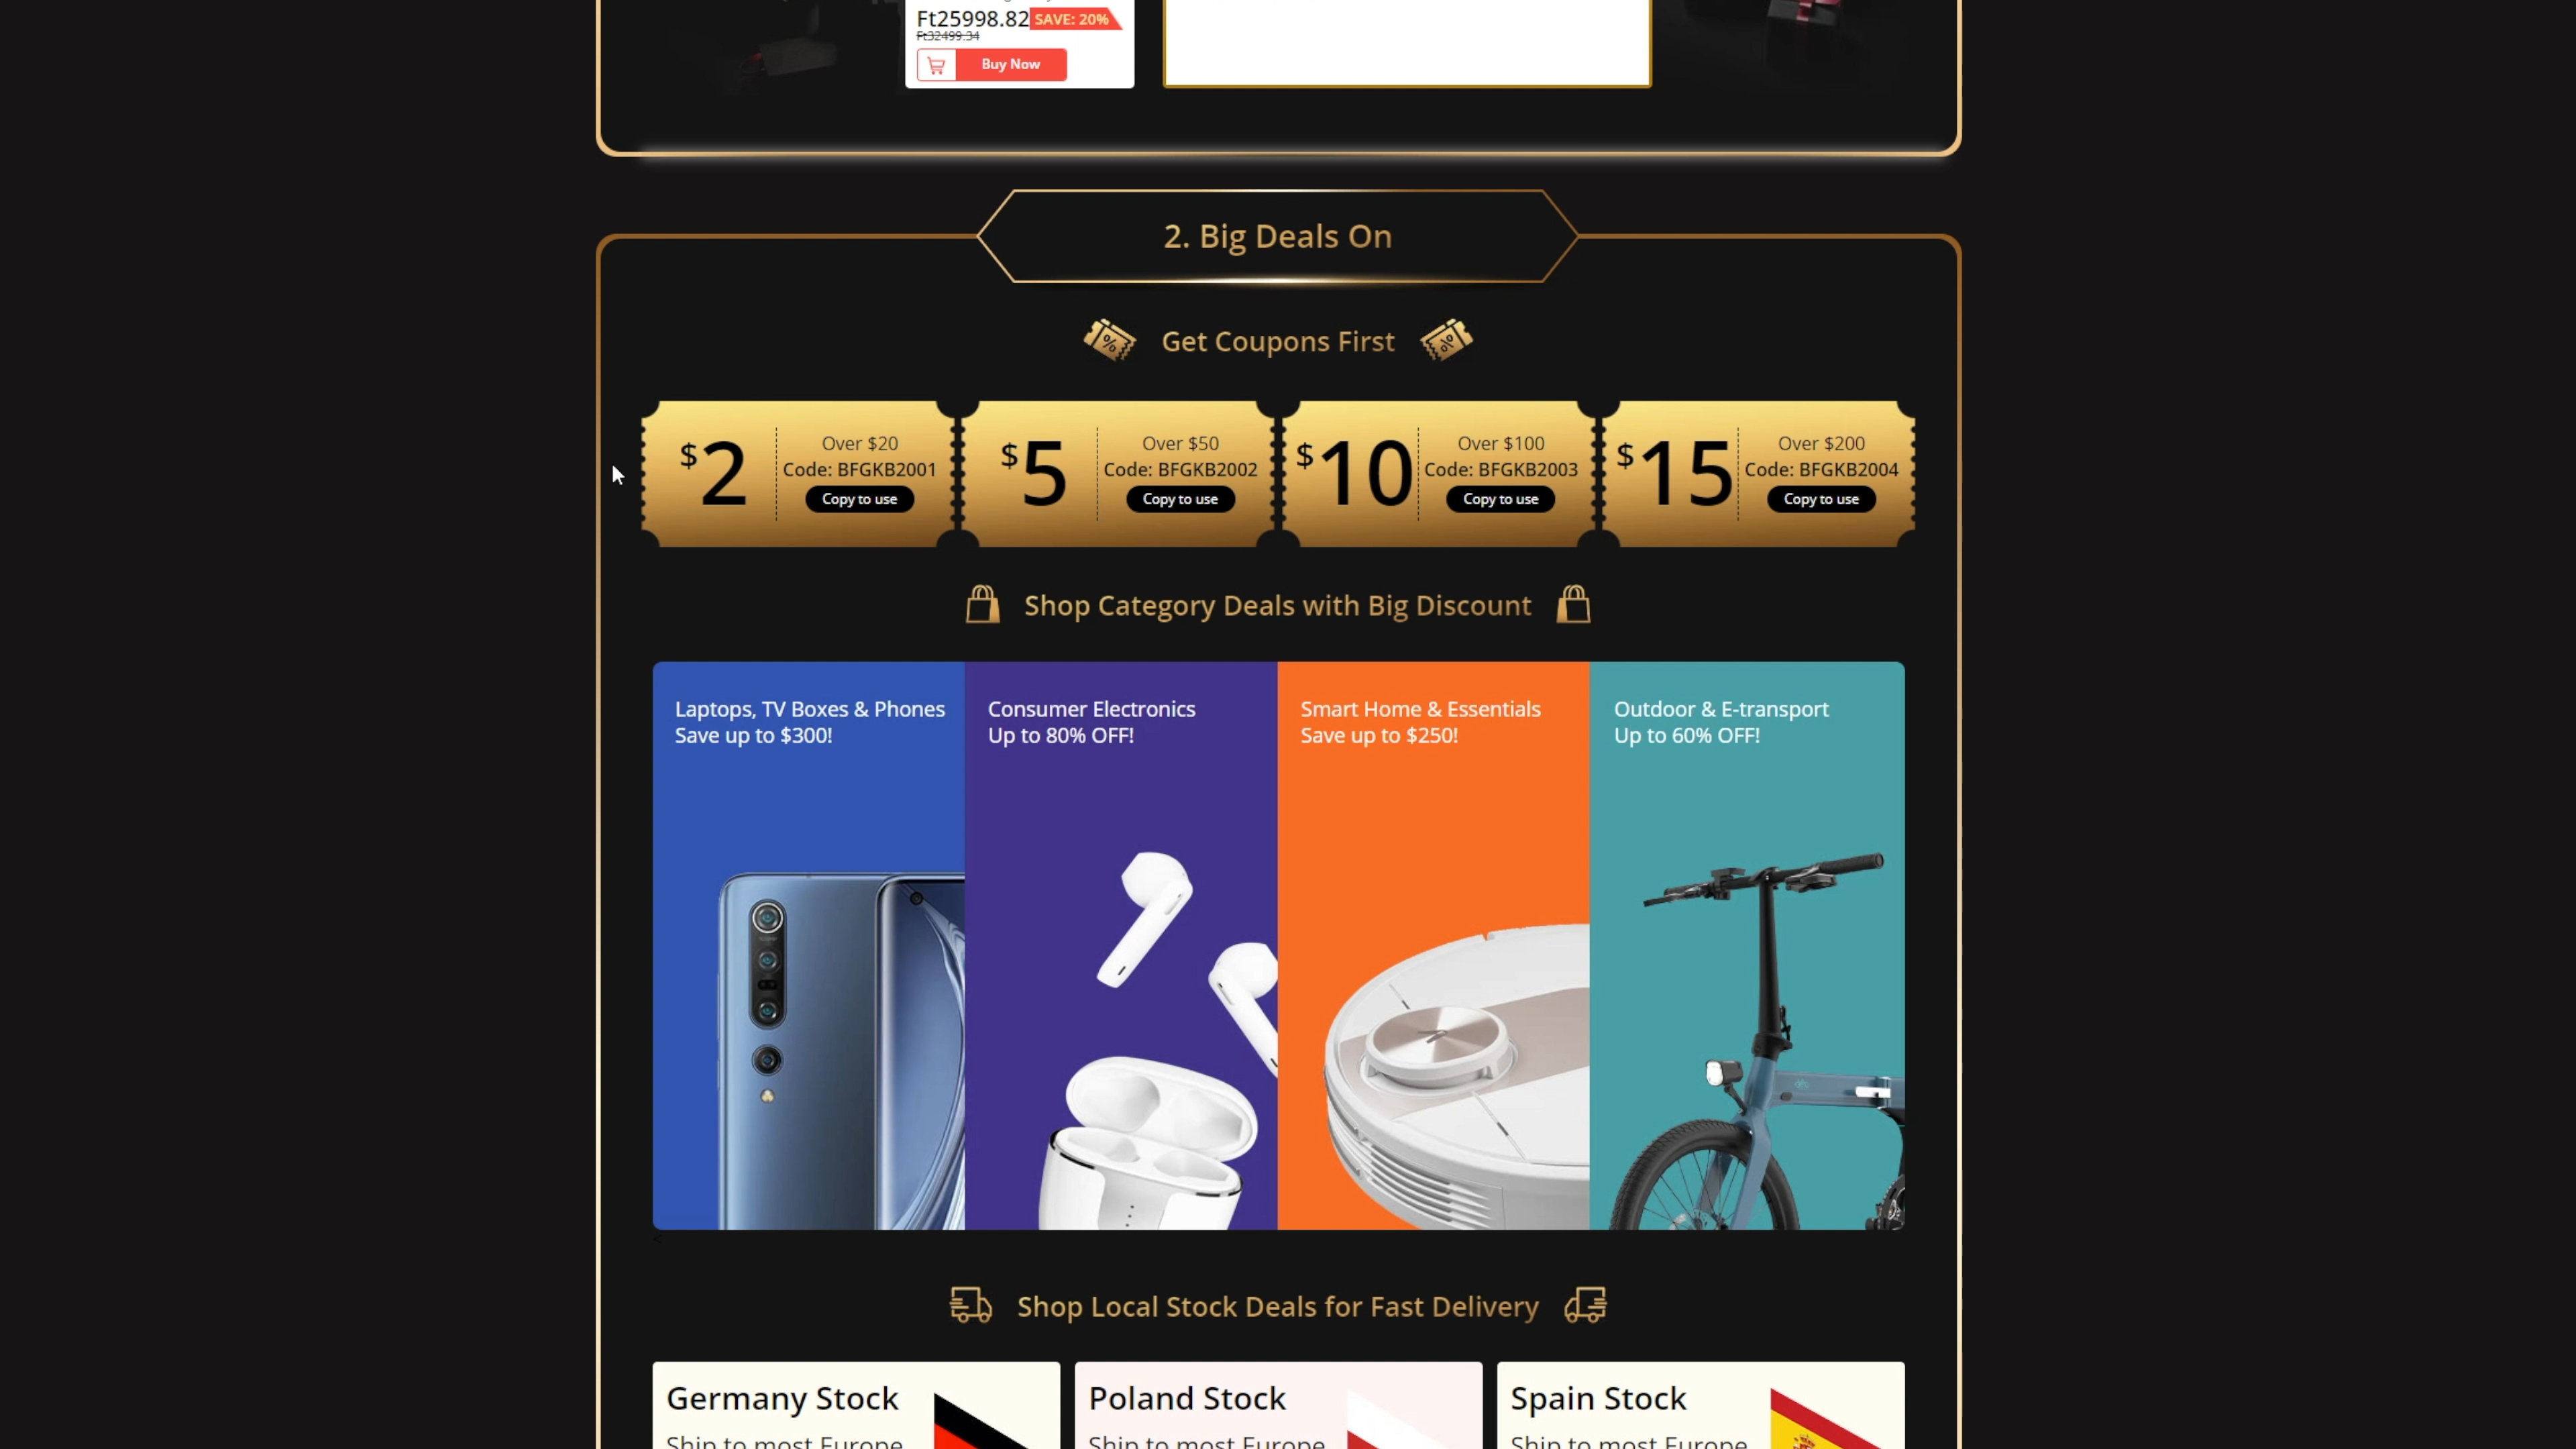 Ft25998.82 SAVE: 20%
Ft32499.34
Buy Now
2. Big Deals On
Get Coupons First
$2
Over $20
Code: BFGKB2001
Copy to use
$5
Over $50
Code: BFGKB2002
Copy to use
$10
Over $100
Code: BFGKB2003
Copy to use
$15
Over $200
Code: BFGKB2004
Copy to use
Shop Category Deals with Big Discount
Laptops, TV Boxes & Phones
Save up to $300!
Consumer Electronics
Up to 80% OFF!
Smart Home & Essentials
Save up to $250!
Outdoor & E-transport
Up to 60% OFF!
<
Shop Local Stock Deals for Fast Delivery
Germany Stock
Ship to most Europe
Poland Stock
Ship to most Europe
Spain Stock
Ship to most Europe